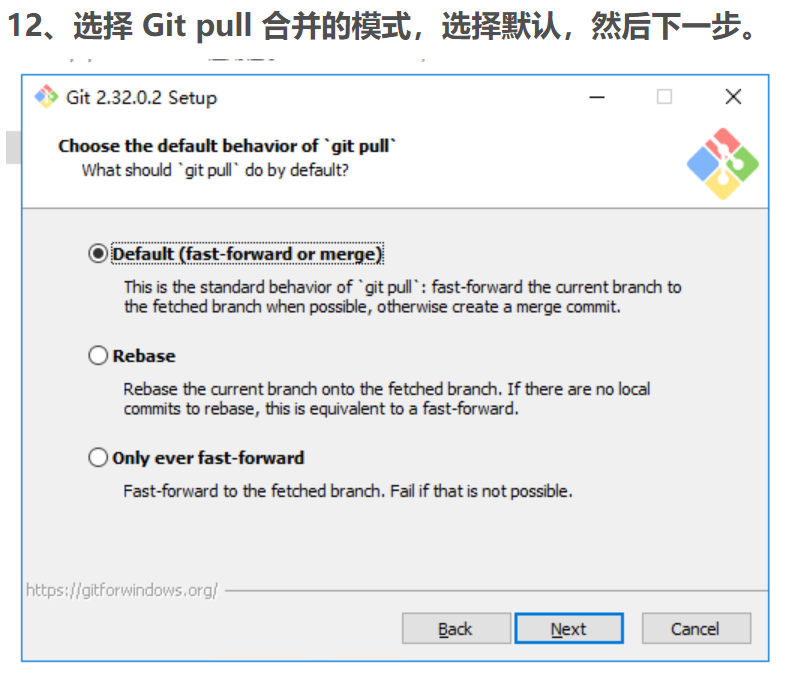 12、选择 Git pull 合并的模式，选择默认，然后下一步。
Git 2.32.0.2 Setup
Choose the default behavior of `git pull`
What should `git pull` do by default?
Default (fast-forward or merge)
This is the standard behavior of `git pull`: fast-forward the current branch to
the fetched branch when possible, otherwise create a merge commit.
Rebase
Rebase the current branch onto the fetched branch. If there are no local
commits to rebase, this is equivalent to a fast-forward.
Only ever fast-forward
Fast-forward to the fetched branch. Fail if that is not possible.
https://gitforwindows.org/
Back Next Cancel